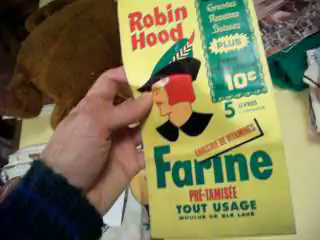 Robin
Hood
Grandes
Recettes
PLUS
10¢
5 LIVRES
ENRICHIE DE VITAMINES
Farine
PRÉ-TAMISÉE
TOUT USAGE
MOULUE DE BLÉ LAVÉ